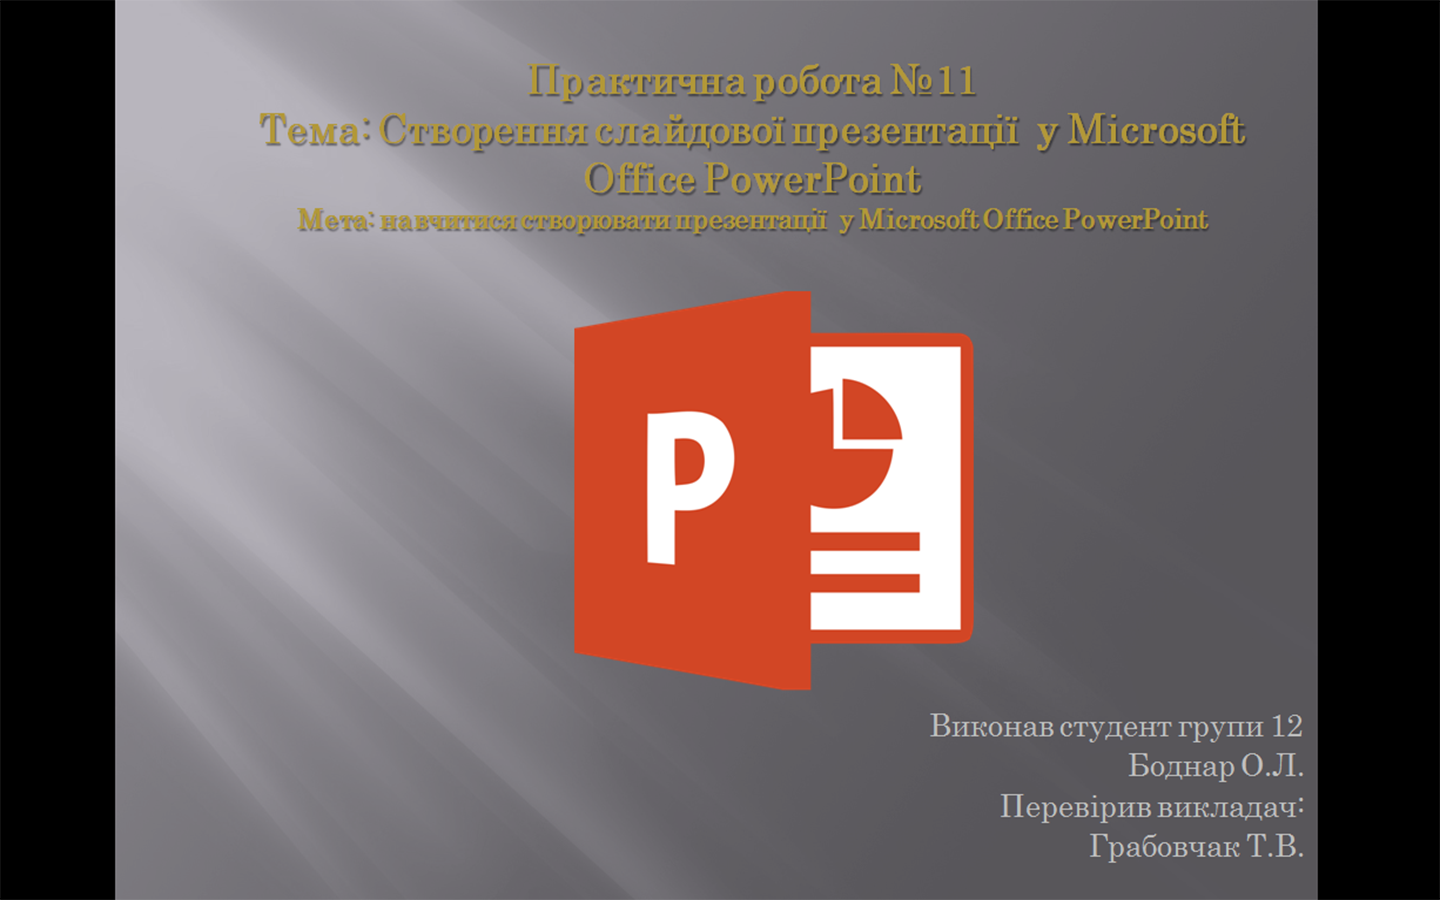 Практична робота №11
Тема: Створення слайдової презентації у Microsoft
Office PowerPoint
Мета: навчитися створювати презентації у Microsoft Office PowerPoint
P
Виконав студент групи 12
Боднар О.Л.
Перевірив викладач:
Грабовчак Т.В.